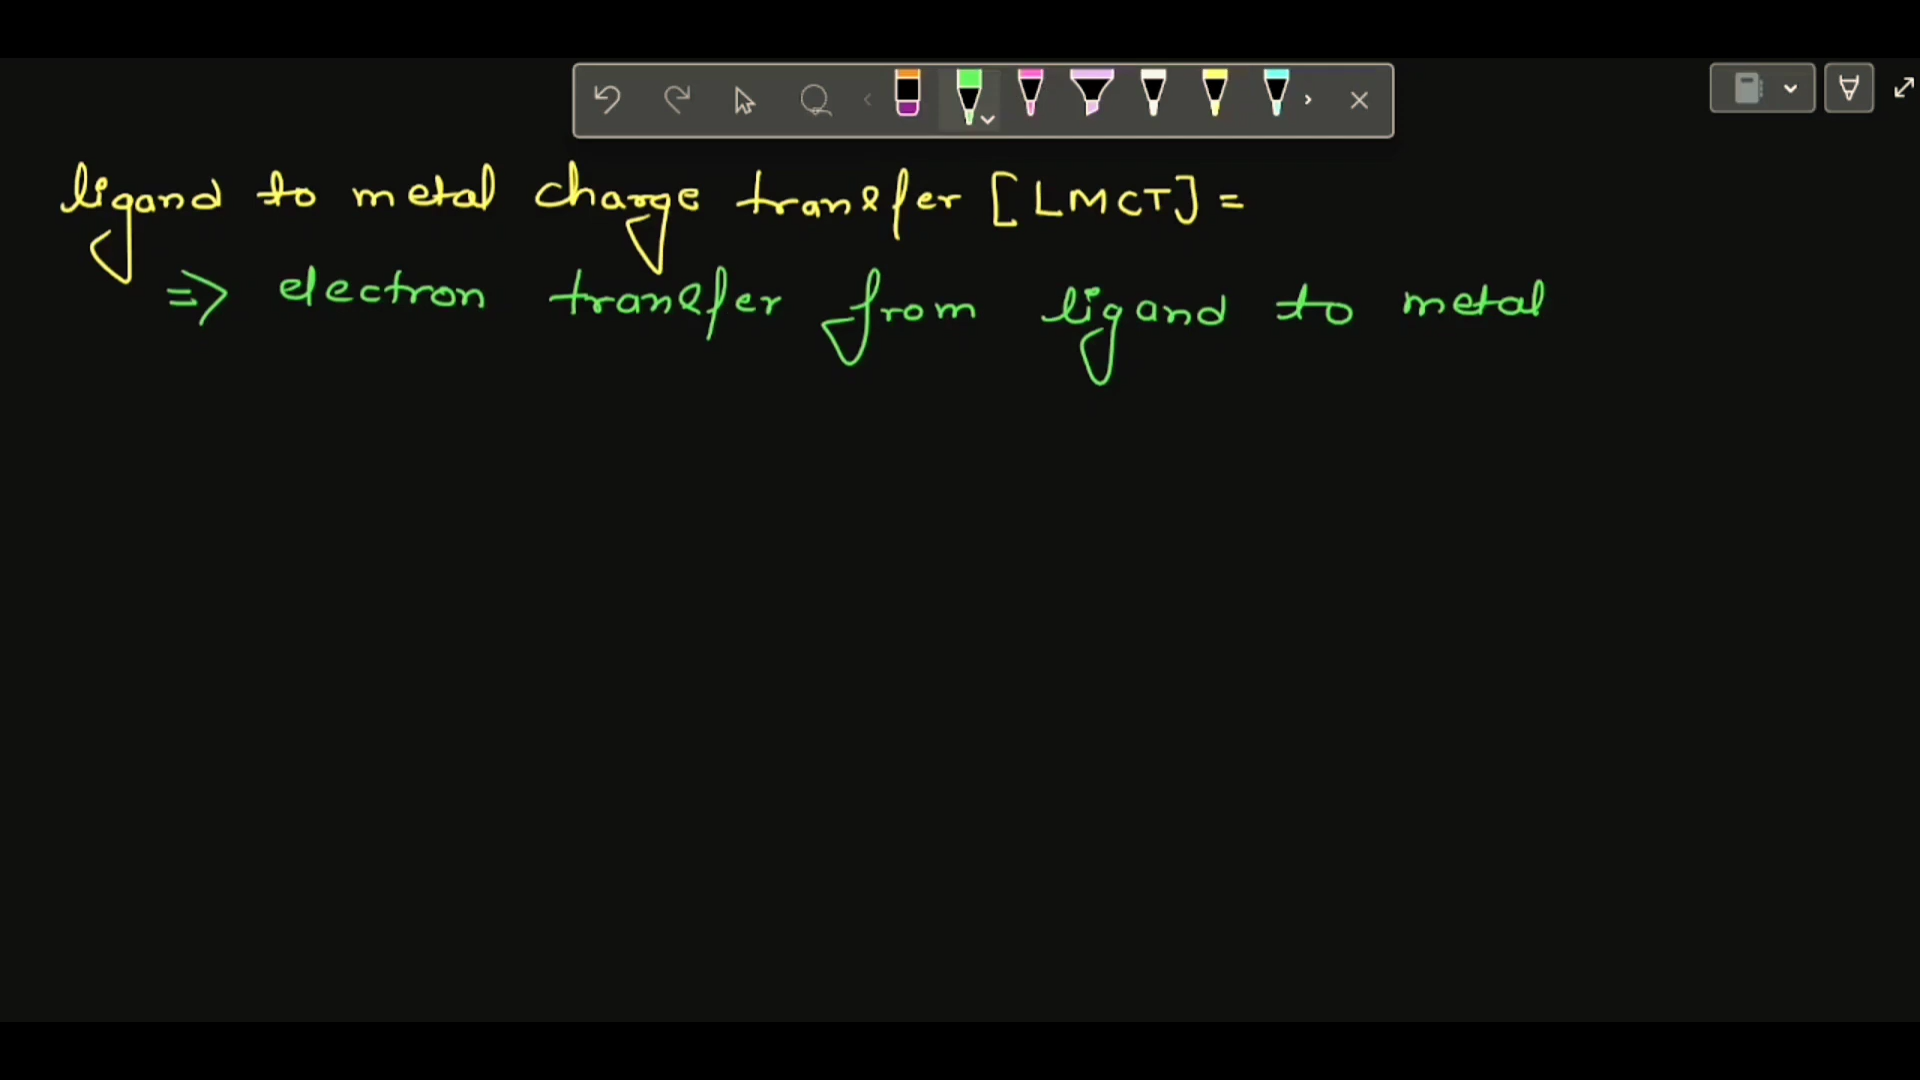 ligand to metal charge transfer [LMCT] =
=> electron transfer from ligand to metal